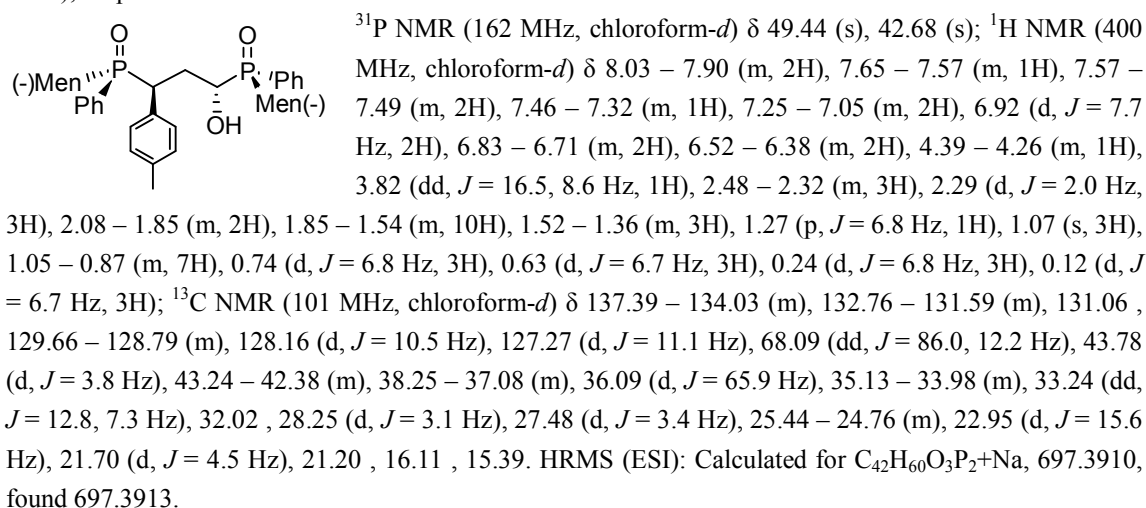 O
O
P
P
(-)Men
Ph
Ph
Men(-)
OH
³¹P NMR (162 MHz, chloroform-d) δ 49.44 (s), 42.68 (s); ¹H NMR (400
MHz, chloroform-d) δ 8.03 – 7.90 (m, 2H), 7.65 – 7.57 (m, 1H), 7.57 –
7.49 (m, 2H), 7.46 – 7.32 (m, 1H), 7.25 – 7.05 (m, 2H), 6.92 (d, J = 7.7
Hz, 2H), 6.83 – 6.71 (m, 2H), 6.52 – 6.38 (m, 2H), 4.39 – 4.26 (m, 1H),
3.82 (dd, J = 16.5, 8.6 Hz, 1H), 2.48 – 2.32 (m, 3H), 2.29 (d, J = 2.0 Hz,
3H), 2.08 – 1.85 (m, 2H), 1.85 – 1.54 (m, 10H), 1.52 – 1.36 (m, 3H), 1.27 (p, J = 6.8 Hz, 1H), 1.07 (s, 3H),
1.05 – 0.87 (m, 7H), 0.74 (d, J = 6.8 Hz, 3H), 0.63 (d, J = 6.7 Hz, 3H), 0.24 (d, J = 6.8 Hz, 3H), 0.12 (d, J
= 6.7 Hz, 3H); ¹³C NMR (101 MHz, chloroform-d) δ 137.39 – 134.03 (m), 132.76 – 131.59 (m), 131.06 ,
129.66 – 128.79 (m), 128.16 (d, J = 10.5 Hz), 127.27 (d, J = 11.1 Hz), 68.09 (dd, J = 86.0, 12.2 Hz), 43.78
(d, J = 3.8 Hz), 43.24 – 42.38 (m), 38.25 – 37.08 (m), 36.09 (d, J = 65.9 Hz), 35.13 – 33.98 (m), 33.24 (dd,
J = 12.8, 7.3 Hz), 32.02 , 28.25 (d, J = 3.1 Hz), 27.48 (d, J = 3.4 Hz), 25.44 – 24.76 (m), 22.95 (d, J = 15.6
Hz), 21.70 (d, J = 4.5 Hz), 21.20 , 16.11 , 15.39. HRMS (ESI): Calculated for C₄₂H₆₀O₃P₂+Na, 697.3910,
found 697.3913.